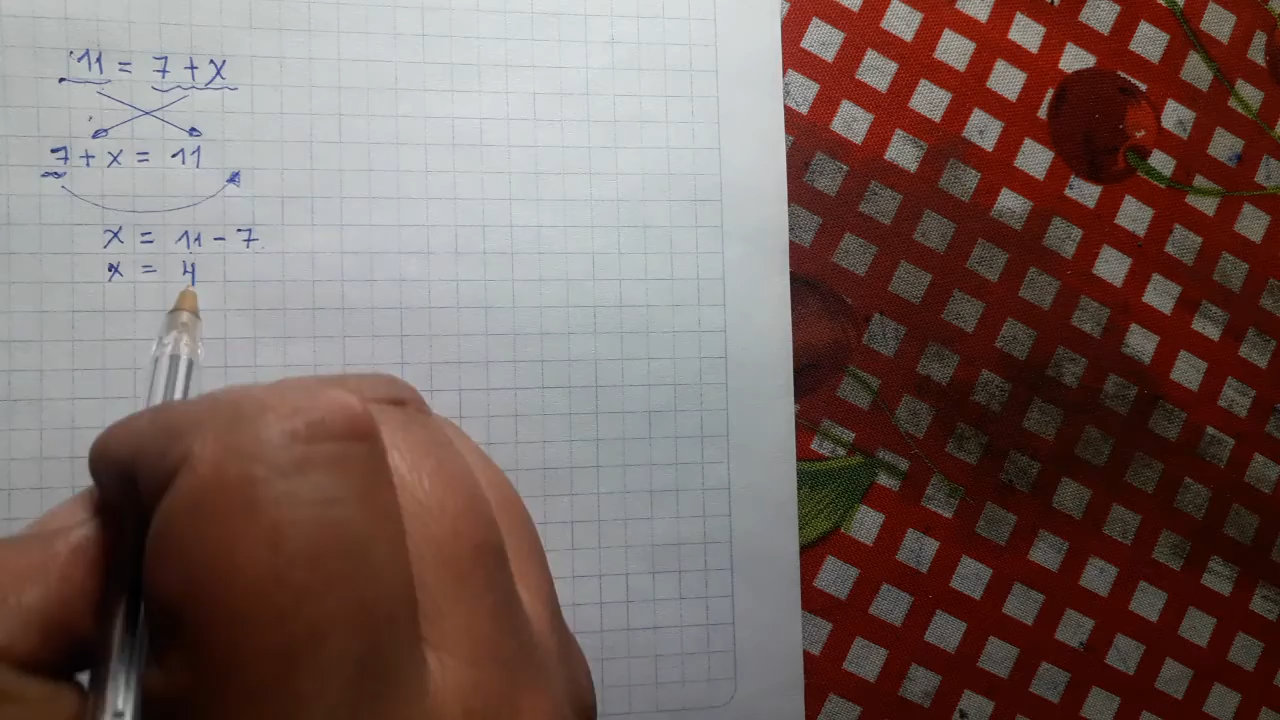 11 = 7 + x
7 + x = 11
x = 11 - 7
x = 4